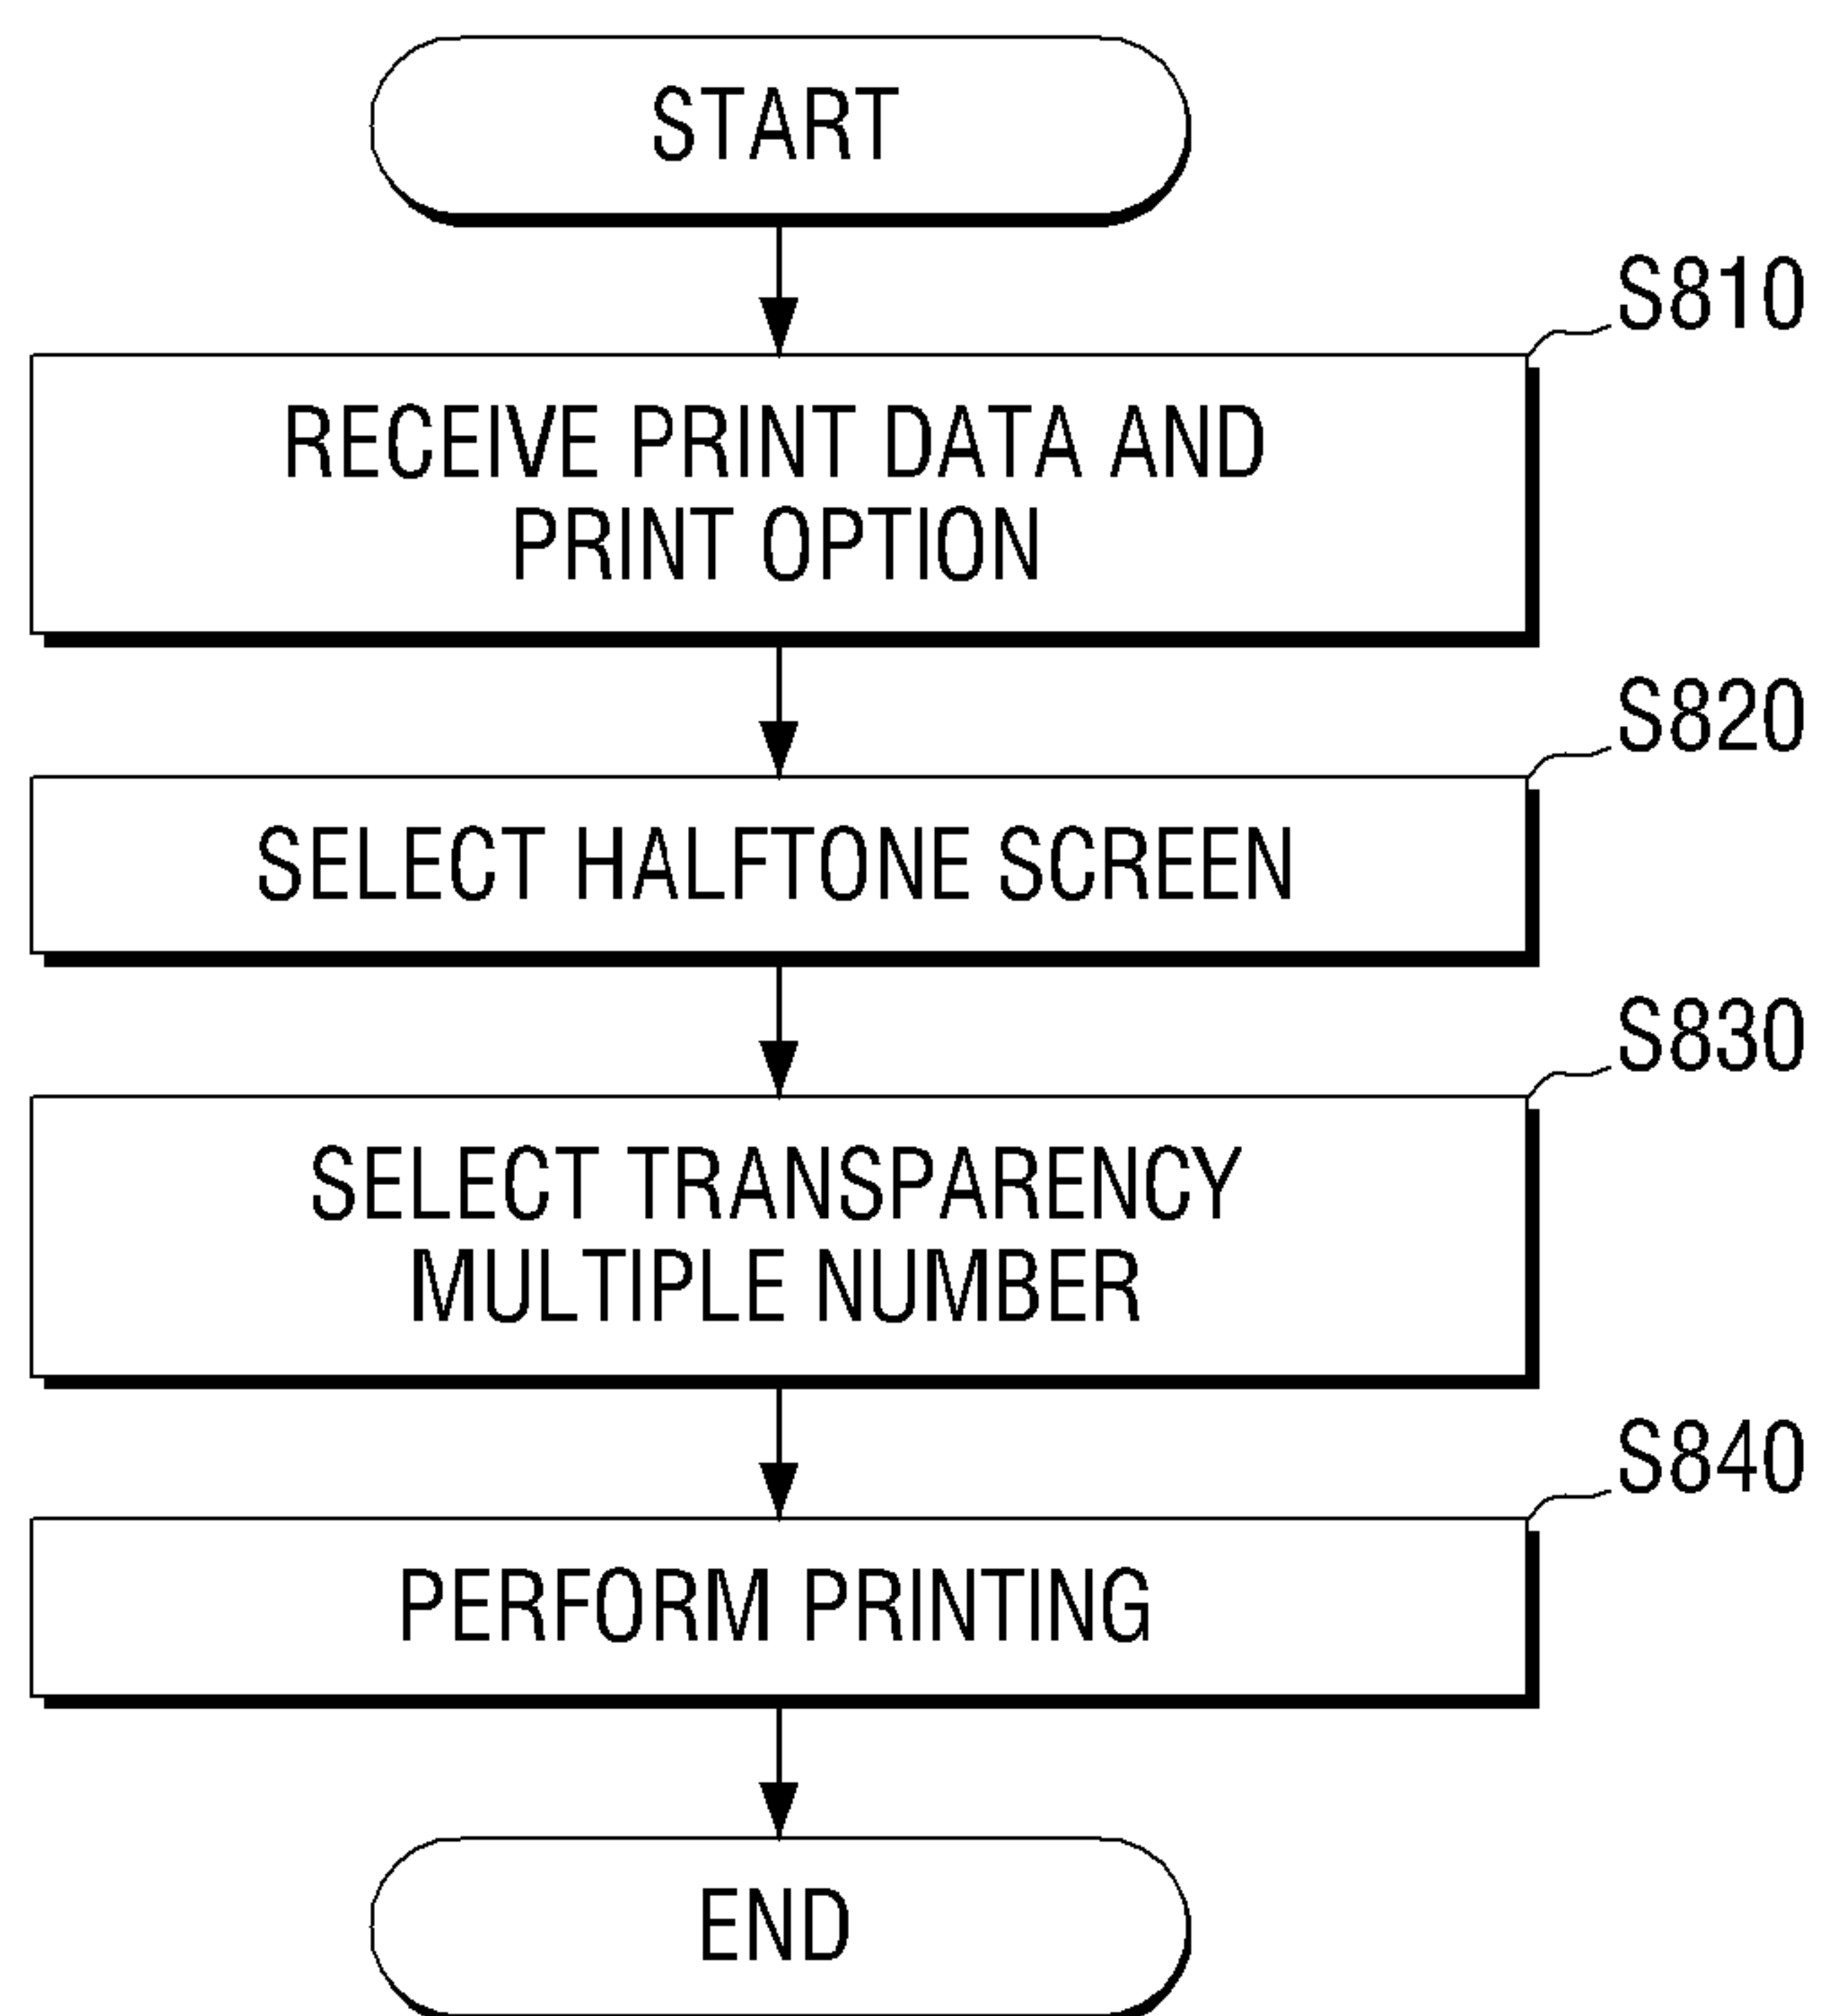 START
S810
RECEIVE PRINT DATA AND
PRINT OPTION
S820
SELECT HALFTONE SCREEN
S830
SELECT TRANSPARENCY
MULTIPLE NUMBER
S840
PERFORM PRINTING
END